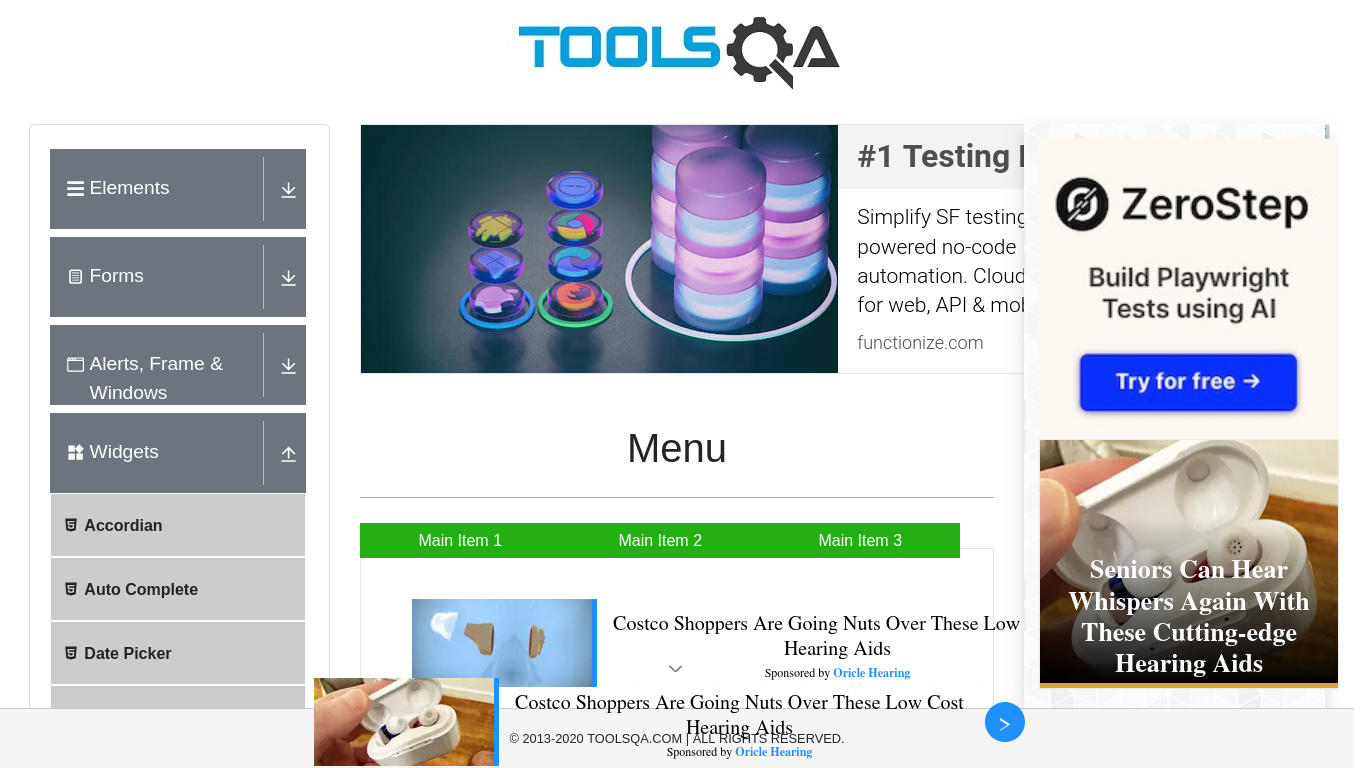 TOOLSQA
Elements
Forms
Alerts, Frame &
Windows
Widgets
Accordian
Auto Complete
Date Picker
#1 Testing
Simplify SF testing
powered no-code
automation. Cloud
for web, API & mob
functionize.com
Menu
Main Item 1
Main Item 2
Main Item 3
Costco Shoppers Are Going Nuts Over These Low
Hearing Aids
Sponsored by Oricle Hearing
Costco Shoppers Are Going Nuts Over These Low Cost
Hearing Aids
Sponsored by Oricle Hearing
© 2013-2020 TOOLSQA.COM | ALL RIGHTS RESERVED.
ZeroStep
Build Playwright
Tests using AI
Try for free →
Seniors Can Hear
Whispers Again With
These Cutting-edge
Hearing Aids